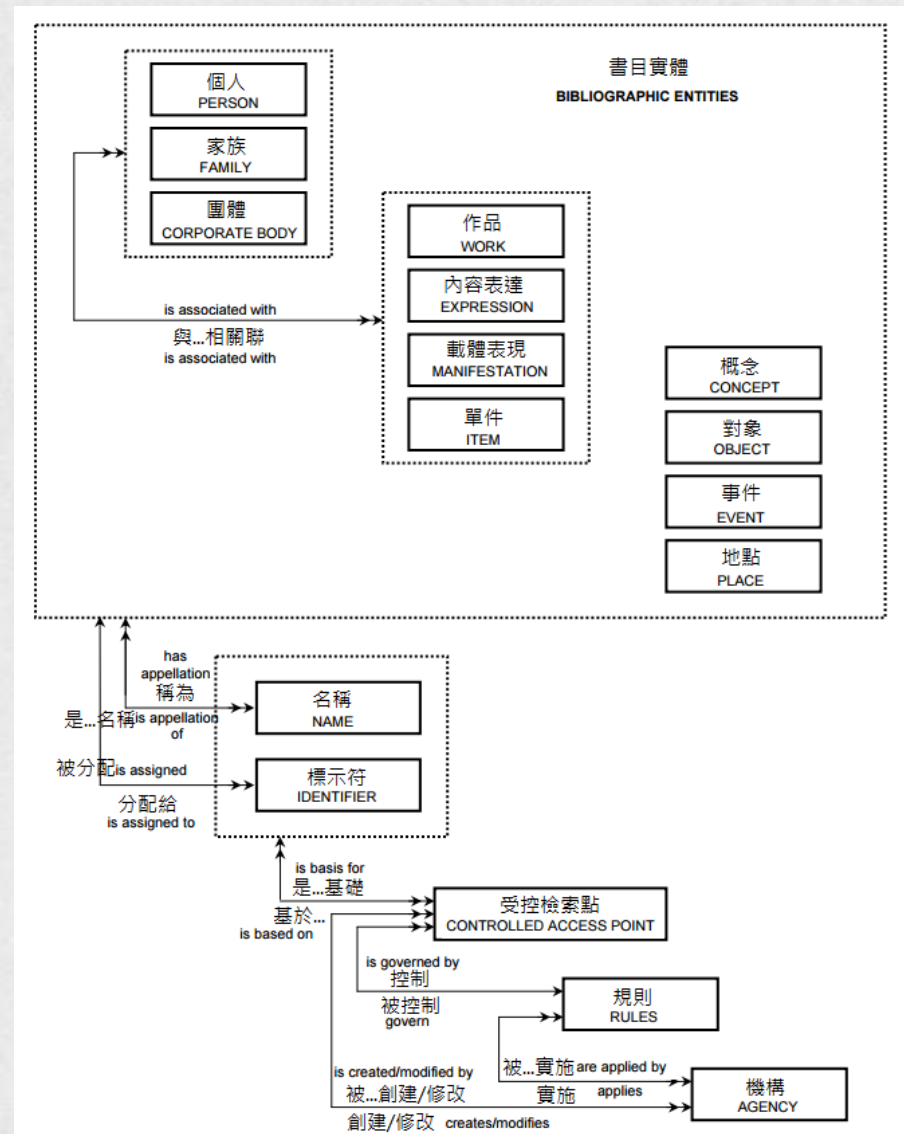 書目實體
BIBLIOGRAPHIC ENTITIES
個人
PERSON
家族
FAMILY
團體
CORPORATE BODY
作品
WORK
內容表達
EXPRESSION
載體表現
MANIFESTATION
單件
ITEM
is associated with
與...相關聯
is associated with
概念
CONCEPT
對象
OBJECT
事件
EVENT
地點
PLACE
has
appellation
稱為
是...名稱is appellation
of
被分配is assigned
分配給
is assigned to
名稱
NAME
標示符
IDENTIFIER
is basis for
是...基礎
基於...
is based on
受控檢索點
CONTROLLED ACCESS POINT
is governed by
控制
被控制
govern
規則
RULES
is created/modified by
被...創建/修改
創建/修改 creates/modifies
被...實施 are applied by
實施 applies
機構
AGENCY